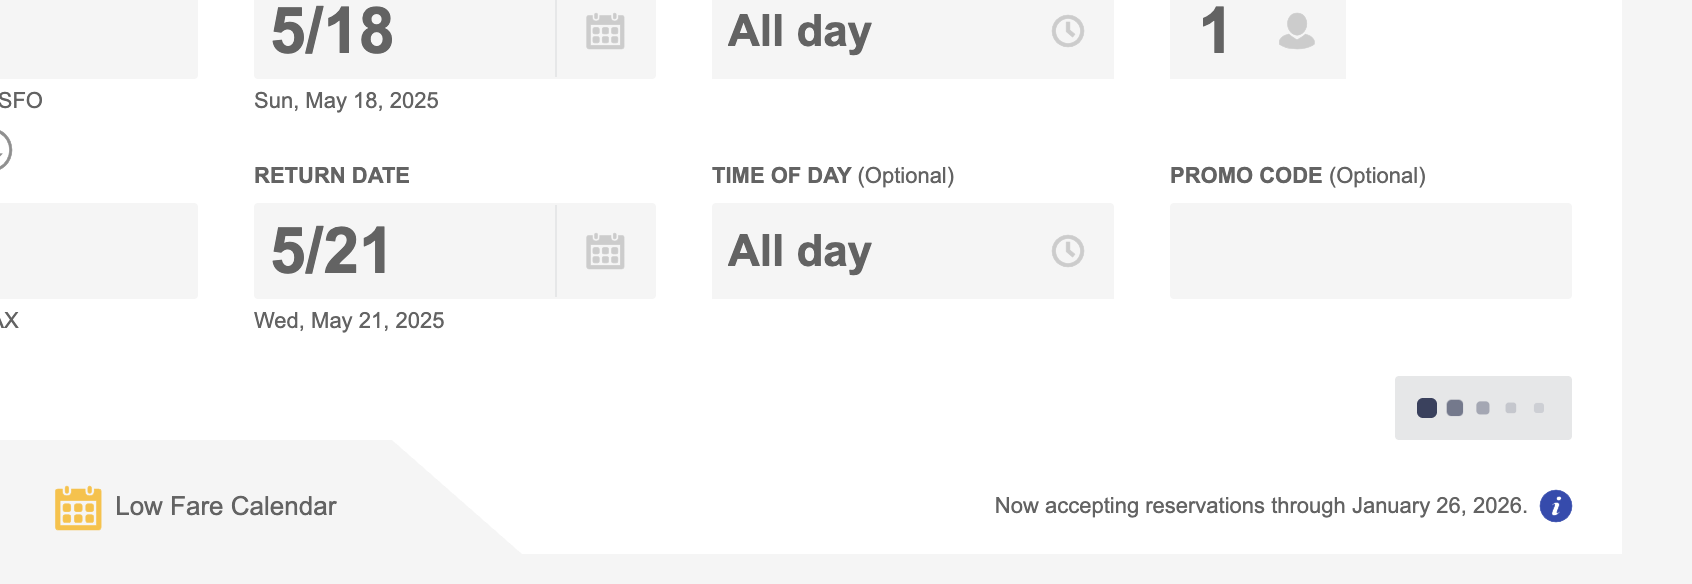 5/18
All day
1
SFO
Sun, May 18, 2025
RETURN DATE
TIME OF DAY (Optional)
PROMO CODE (Optional)
5/21
All day
Wed, May 21, 2025
Low Fare Calendar
Now accepting reservations through January 26, 2026.
i